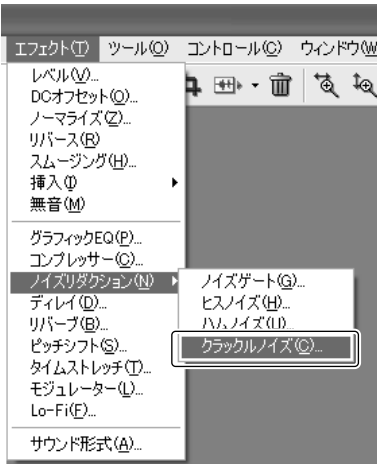 エフェクト(T) ツール(O) コントロール(C) ウィンドウ(W
レベル(V)...
DCオフセット(O)...
ノーマライズ(Z)...
リバース(R)
スムージング(H)...
挿入(I)
無音(M)
グラフィックEQ(P)...
コンプレッサー(C)...
ノイズリダクション(N)
ノイズゲート(G)...
ディレイ(D)...
ヒスノイズ(H)...
リバーブ(B)...
ハムノイズ(U)...
ピッチシフト(S)...
クラックルノイズ(C)...
タイムストレッチ(T)...
モジュレーター(L)...
Lo-Fi(F)...
サウンド形式(A)...